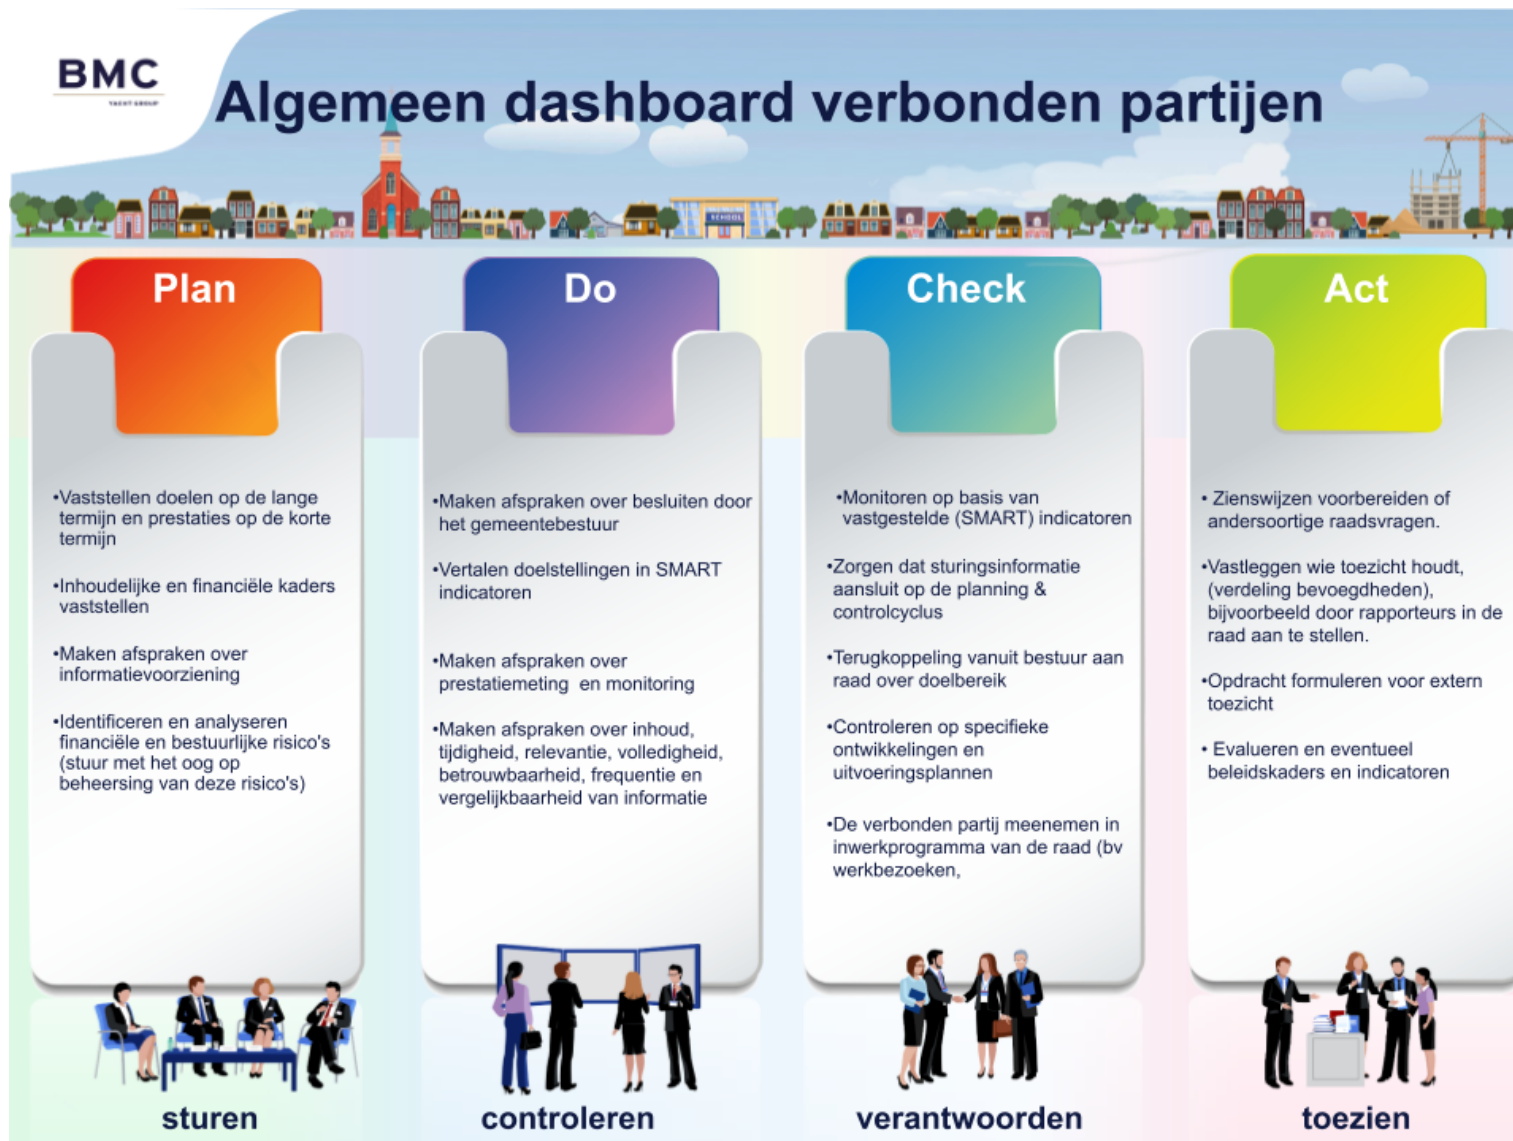 BMC
YACHT GROUP
Algemeen dashboard verbonden partijen
SCHOOL
Plan
•Vaststellen doelen op de lange
termijn en prestaties op de korte
termijn
•Inhoudelijke en financiële kaders
vaststellen
•Maken afspraken over
informatievoorziening
•Identificeren en analyseren
financiële en bestuurlijke risico's
(stuur met het oog op
beheersing van deze risico's)
sturen
Do
•Maken afspraken over besluiten door
het gemeentebestuur
•Vertalen doelstellingen in SMART
indicatoren
•Maken afspraken over
prestatiemeting en monitoring
•Maken afspraken over inhoud,
tijdigheid, relevantie, volledigheid,
betrouwbaarheid, frequentie en
vergelijkbaarheid van informatie
controleren
Check
•Monitoren op basis van
vastgestelde (SMART) indicatoren
•Zorgen dat sturingsinformatie
aansluit op de planning &
controlcyclus
•Terugkoppeling vanuit bestuur aan
raad over doelbereik
•Controleren op specifieke
ontwikkelingen en
uitvoeringsplannen
•De verbonden partij meenemen in
inwerkprogramma van de raad (bv
werkbezoeken,
verantwoorden
Act
• Zienswijzen voorbereiden of
andersoortige raadsvragen.
•Vastleggen wie toezicht houdt,
(verdeling bevoegdheden),
bijvoorbeeld door rapporteurs in de
raad aan te stellen.
•Opdracht formuleren voor extern
toezicht
• Evalueren en eventueel
beleidskaders en indicatoren
toezien